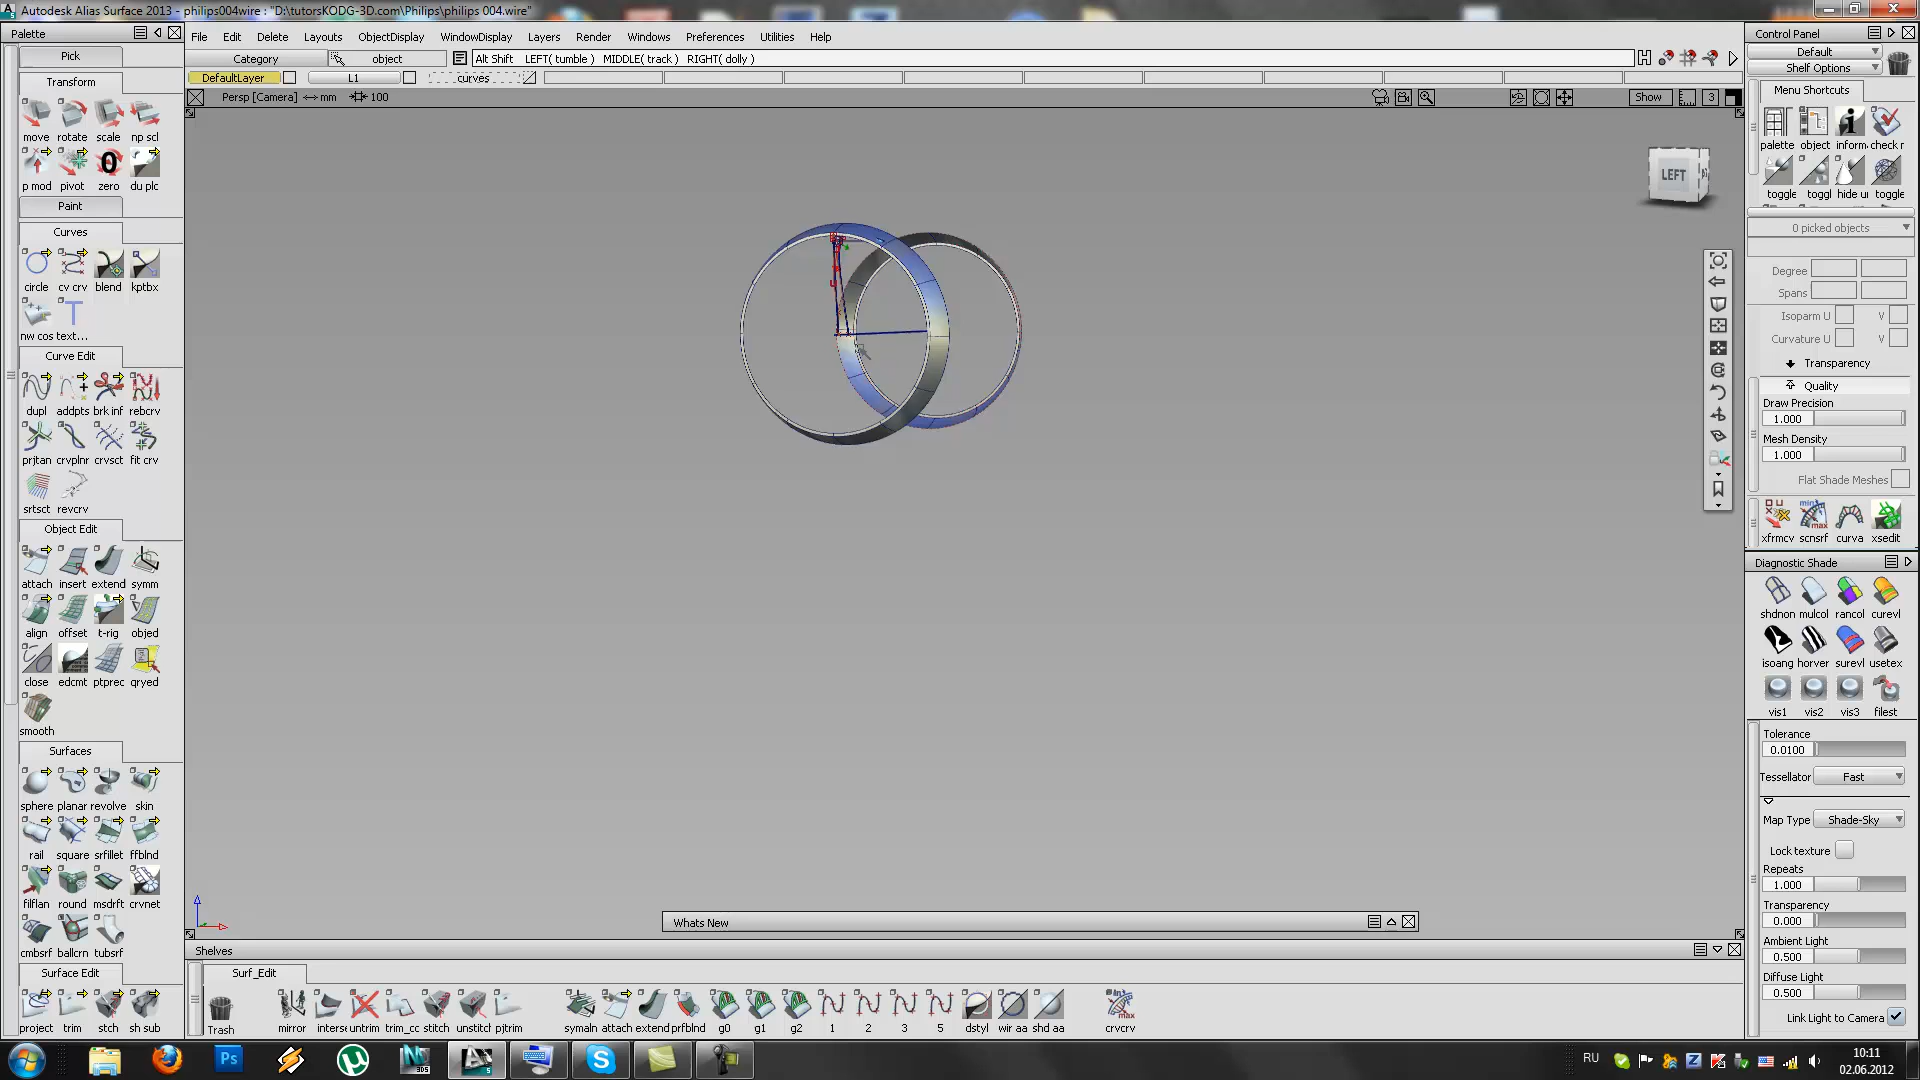 Autodesk Alias Surface 2013 - philips004wire : "D:\tutorsKODG-3D.com\Philips\philips 004.wire"
Palette
File Edit Delete Layouts ObjectDisplay WindowDisplay Layers Render Windows Preferences Utilities Help
Control Panel
Pick
Category object Alt Shift LEFT( tumble ) MIDDLE( track ) RIGHT( dolly )
Default
Shelf Options
DefaultLayer L1 curves
Transform
Persp [Camera] mm 100 Show 3
Menu Shortcuts
move rotate scale np scl
palette object inform check r
p mod pivot zero du plc
toggle toggl hide u toggle
LEFT
Paint
0 picked objects
Curves
Degree
Spans
circle cv crv blend kptbx
Isoparm U V
Curvature U V
nw cos text...
Curve Edit
Transparency
Quality
Draw Precision
1.000
dupl addpts brk inf rebcrv
Mesh Density
1.000
prjtan crvplnr crvsct fit crv
Flat Shade Meshes
srtsct revcrv
Object Edit
xfrmcv scnsrf curva xsedit
Diagnostic Shade
attach insert extend symm
shdnon mulcol rancol curevl
align offset t-rig objed
isoang horver surevl usetex
close edcmt ptprec qryed
vis1 vis2 vis3 filest
smooth
Tolerance
0.0100
Surfaces
Tessellator Fast
sphere planar revolve skin
Map Type Shade-Sky
rail square srfillet ffblnd
Lock texture
Repeats
1.000
filflan round msdrft crvnet
Transparency
0.000
Whats New
cmbsrf ballcrn tubsrf
Ambient Light
0.500
Shelves
Surface Edit
Surf_Edit
Diffuse Light
0.500
project trim stch sh sub
Trash mirror inters untrim trim_cc stitch unstitcl pjtrim symaln attach extend prfblnd g0 g1 g2 1 2 3 5 dstyl wir aa shd aa crvcrv
Link Light to Camera
RU
10:11
02.06.2012